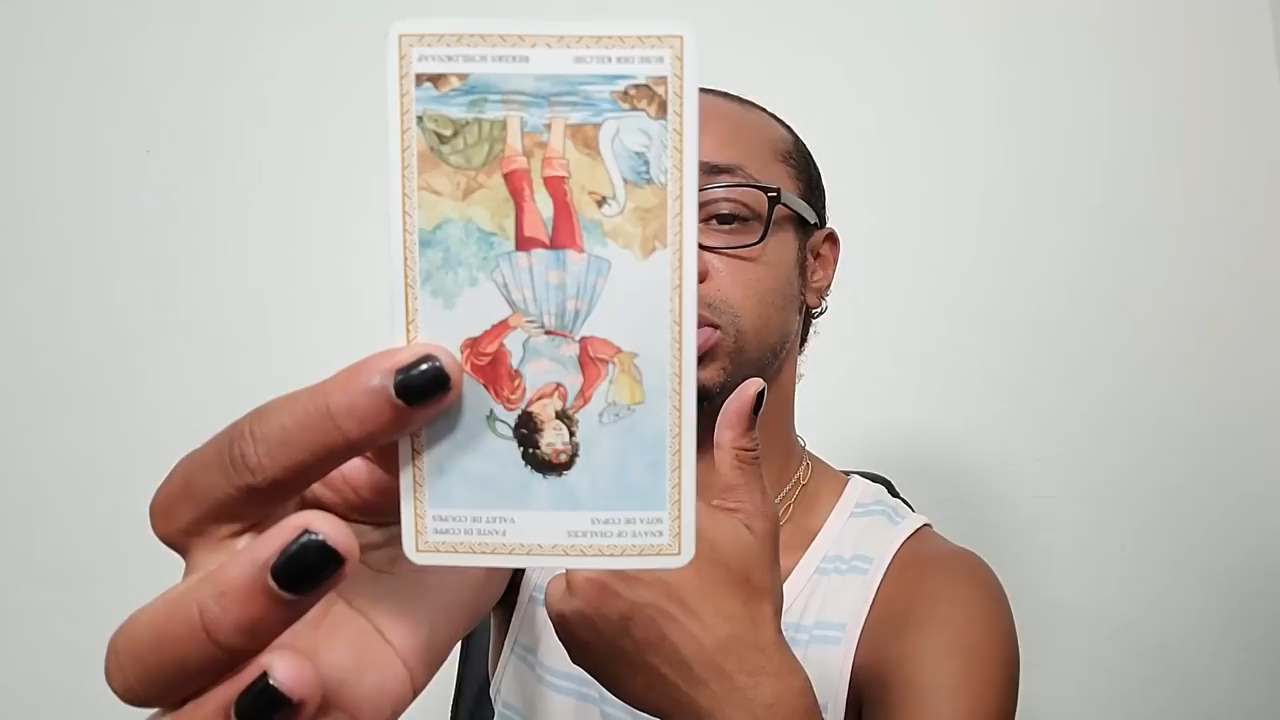 KNAVE OF CHALICES FANTE DI COPPE
SOTA DE COPAS VALET DE COUPES
BUBE DER KELCHE BEKERS SCHILDKNAAP